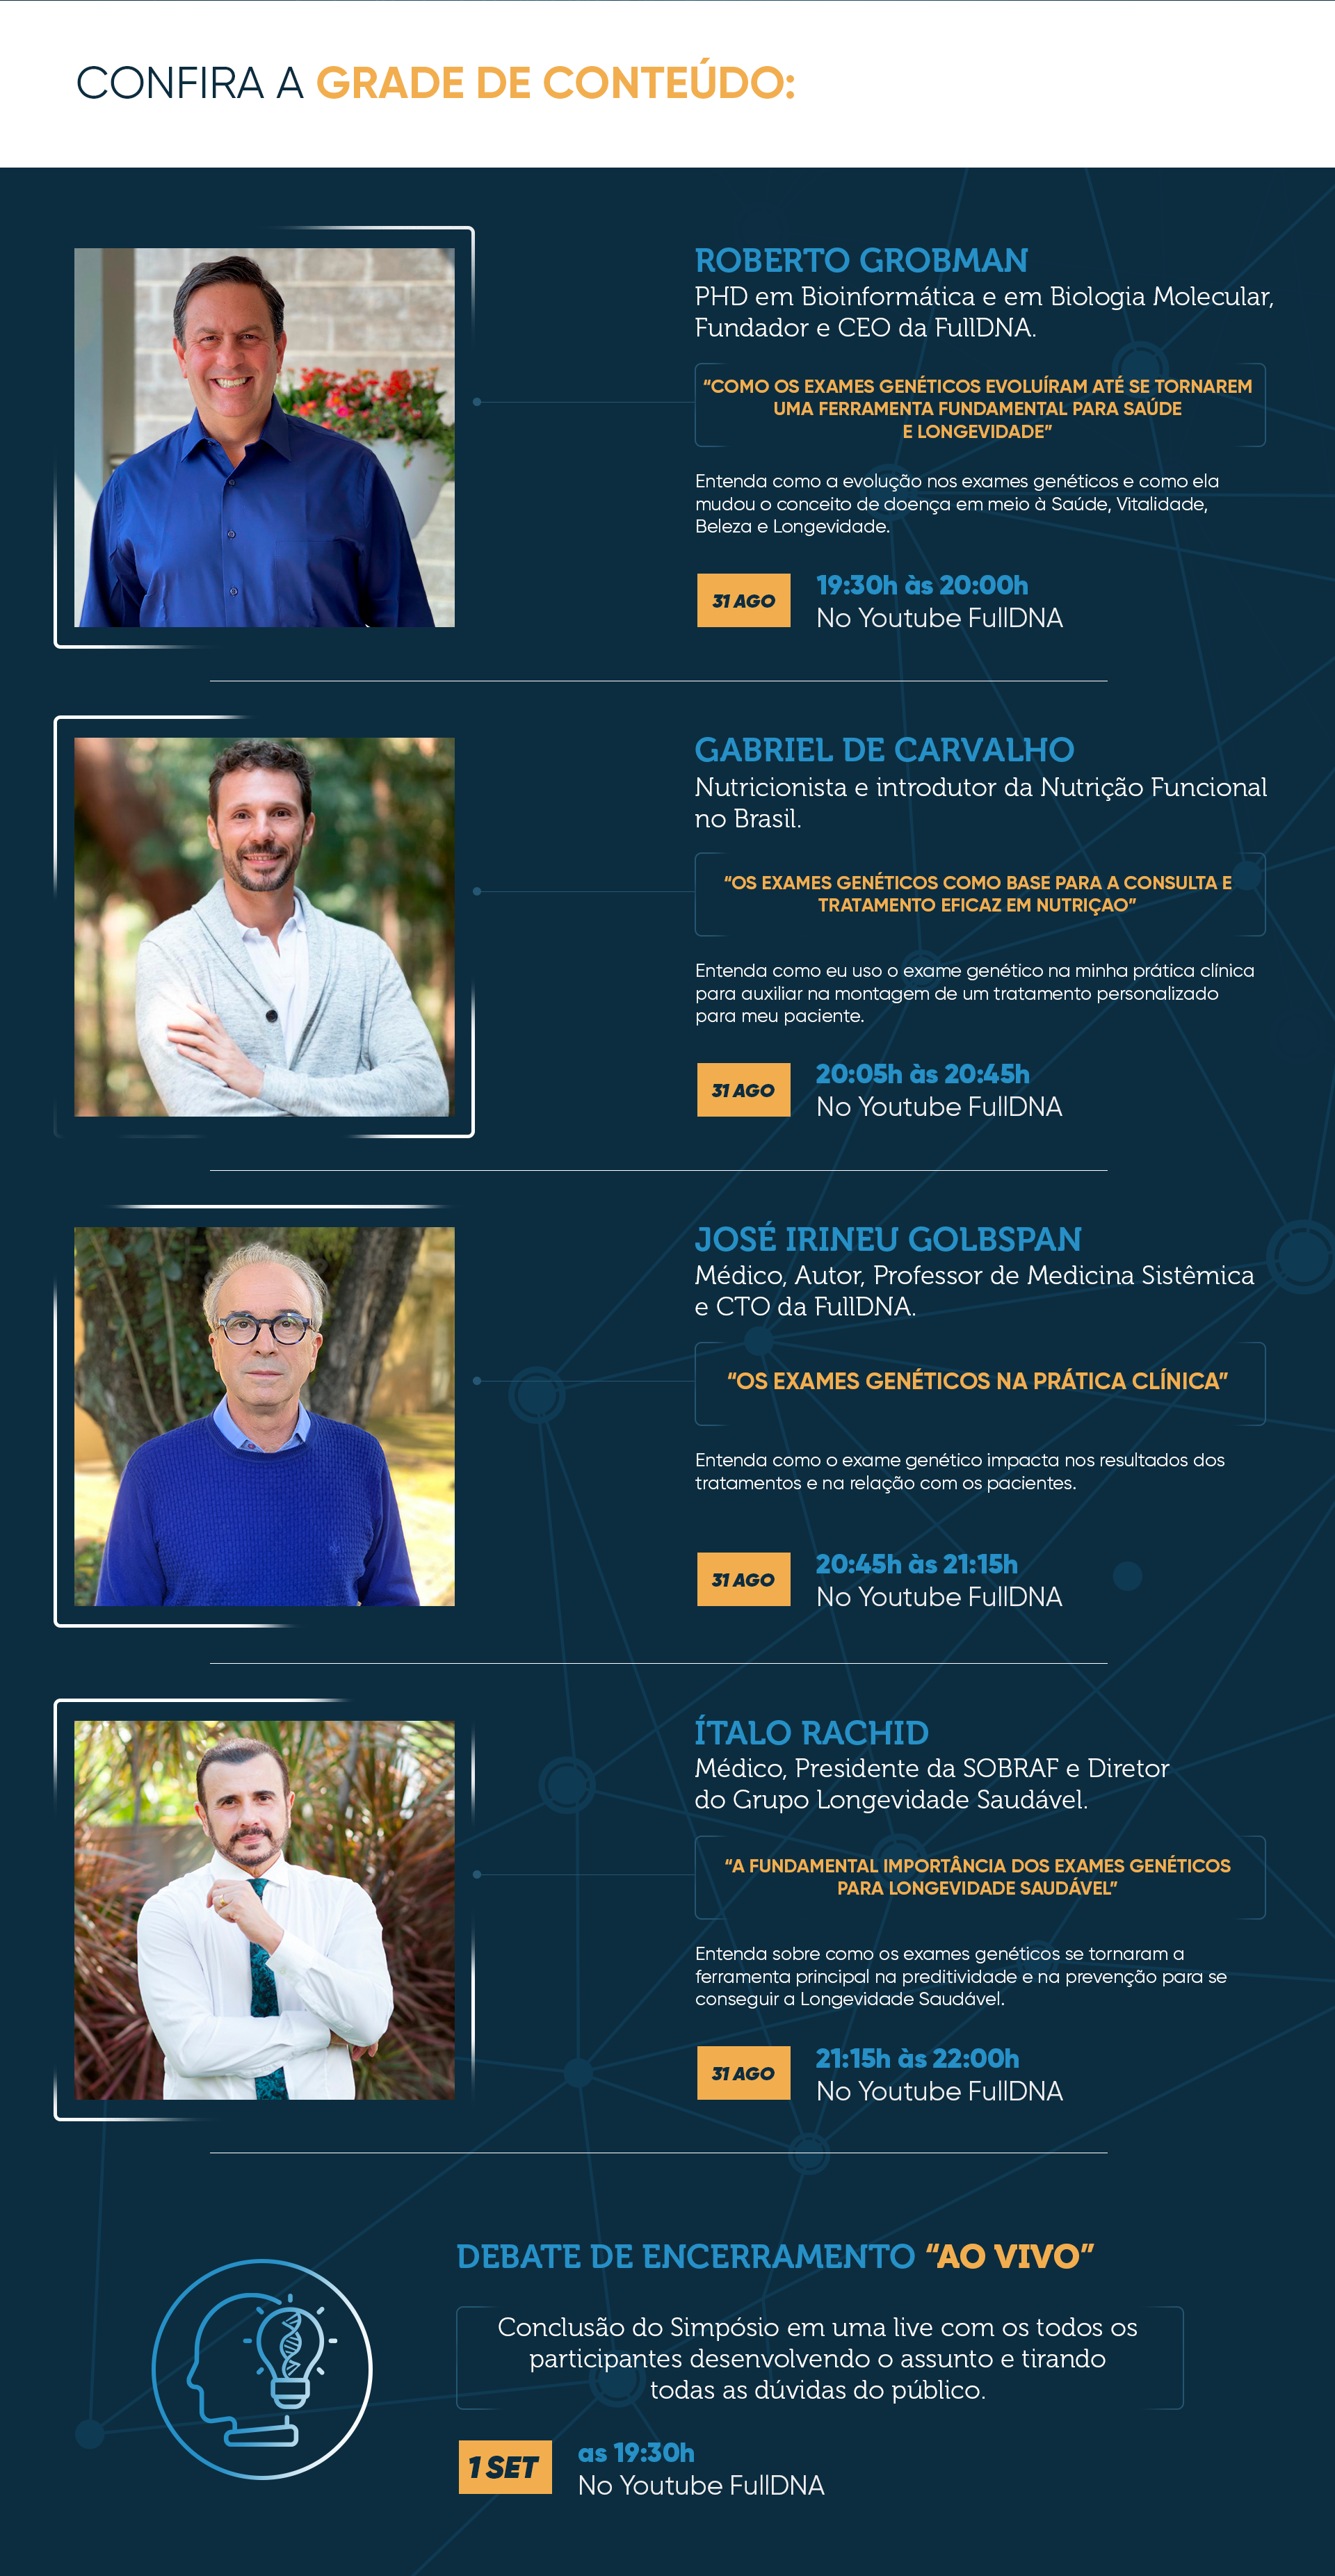 CONFIRA A GRADE DE CONTEÚDO:
ROBERTO GROBMAN
PHD em Bioinformática e em Biologia Molecular,
Fundador e CEO da FullDNA.
“COMO OS EXAMES GENÉTICOS EVOLUÍRAM ATÉ SE TORNAREM
UMA FERRAMENTA FUNDAMENTAL PARA SAÚDE
E LONGEVIDADE”
Entenda como a evolução nos exames genéticos e como ela
mudou o conceito de doença em meio à Saúde, Vitalidade,
Beleza e Longevidade.
31 AGO
19:30h às 20:00h
No Youtube FullDNA
GABRIEL DE CARVALHO
Nutricionista e introdutor da Nutrição Funcional
no Brasil.
“OS EXAMES GENÉTICOS COMO BASE PARA A CONSULTA E
TRATAMENTO EFICAZ EM NUTRIÇAO”
Entenda como eu uso o exame genético na minha prática clínica
para auxiliar na montagem de um tratamento personalizado
para meu paciente.
31 AGO
20:05h às 20:45h
No Youtube FullDNA
JOSÉ IRINEU GOLBSPAN
Médico, Autor, Professor de Medicina Sistêmica
e CTO da FullDNA.
“OS EXAMES GENÉTICOS NA PRÁTICA CLÍNICA”
Entenda como o exame genético impacta nos resultados dos
tratamentos e na relação com os pacientes.
31 AGO
20:45h às 21:15h
No Youtube FullDNA
ÍTALO RACHID
Médico, Presidente da SOBRAF e Diretor
do Grupo Longevidade Saudável.
“A FUNDAMENTAL IMPORTÂNCIA DOS EXAMES GENÉTICOS
PARA LONGEVIDADE SAUDÁVEL”
Entenda sobre como os exames genéticos se tornaram a
ferramenta principal na preditividade e na prevenção para se
conseguir a Longevidade Saudável.
31 AGO
21:15h às 22:00h
No Youtube FullDNA
DEBATE DE ENCERRAMENTO “AO VIVO”
Conclusão do Simpósio em uma live com os todos os
participantes desenvolvendo o assunto e tirando
todas as dúvidas do público.
1 SET
as 19:30h
No Youtube FullDNA